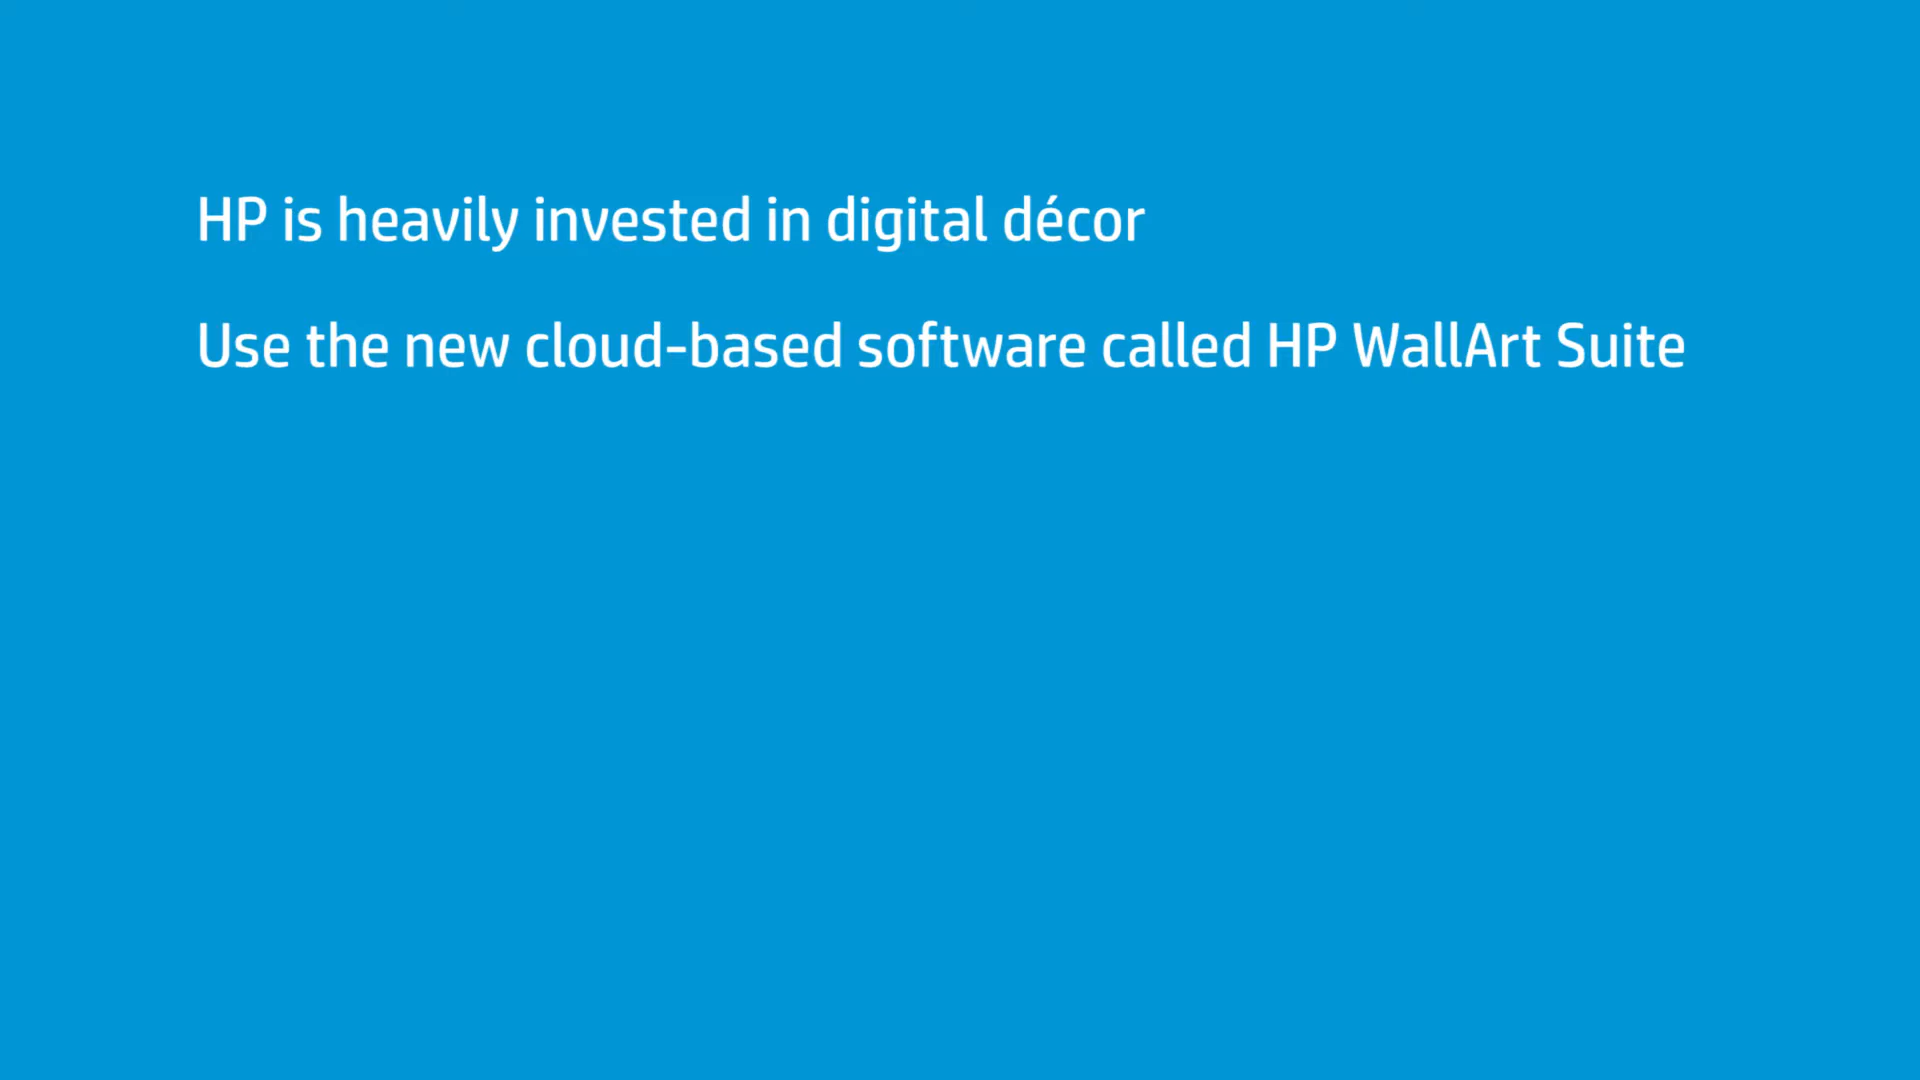 HP is heavily invested in digital décor
Use the new cloud-based software called HP WallArt Suite